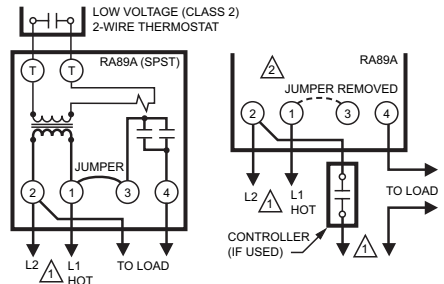 LOW VOLTAGE (CLASS 2)
2-WIRE THERMOSTAT
T
T
RA89A (SPST)
JUMPER
2
1
3
4
L2
1
L1
HOT
TO LOAD
RA89A
2
JUMPER REMOVED
2
1
3
4
L2
1
L1
HOT
TO LOAD
CONTROLLER
(IF USED)
1